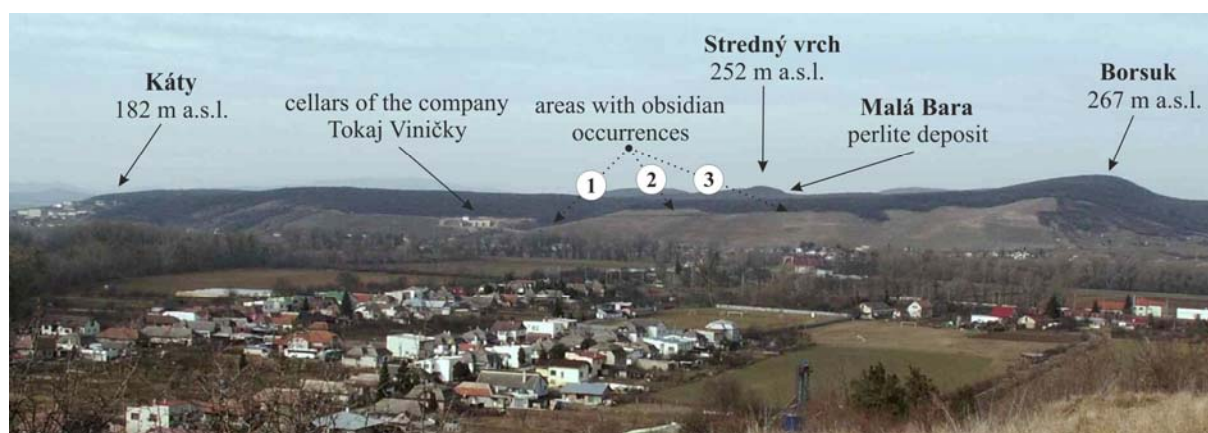 Káty
182 m a.s.l.
cellars of the company
Tokaj Viničky
areas with obsidian
occurrences
Stredný vrch
252 m a.s.l.
Malá Bara
perlite deposit
Borsuk
267 m a.s.l.
1
2
3